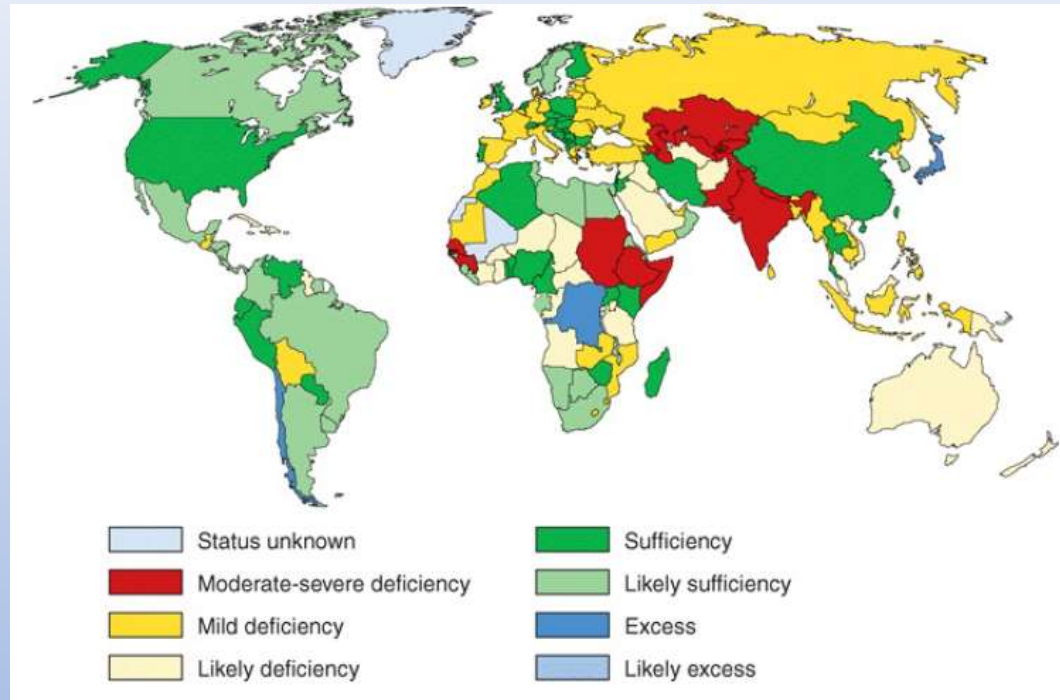 Status unknown
Moderate-severe deficiency
Mild deficiency
Likely deficiency
Sufficiency
Likely sufficiency
Excess
Likely excess